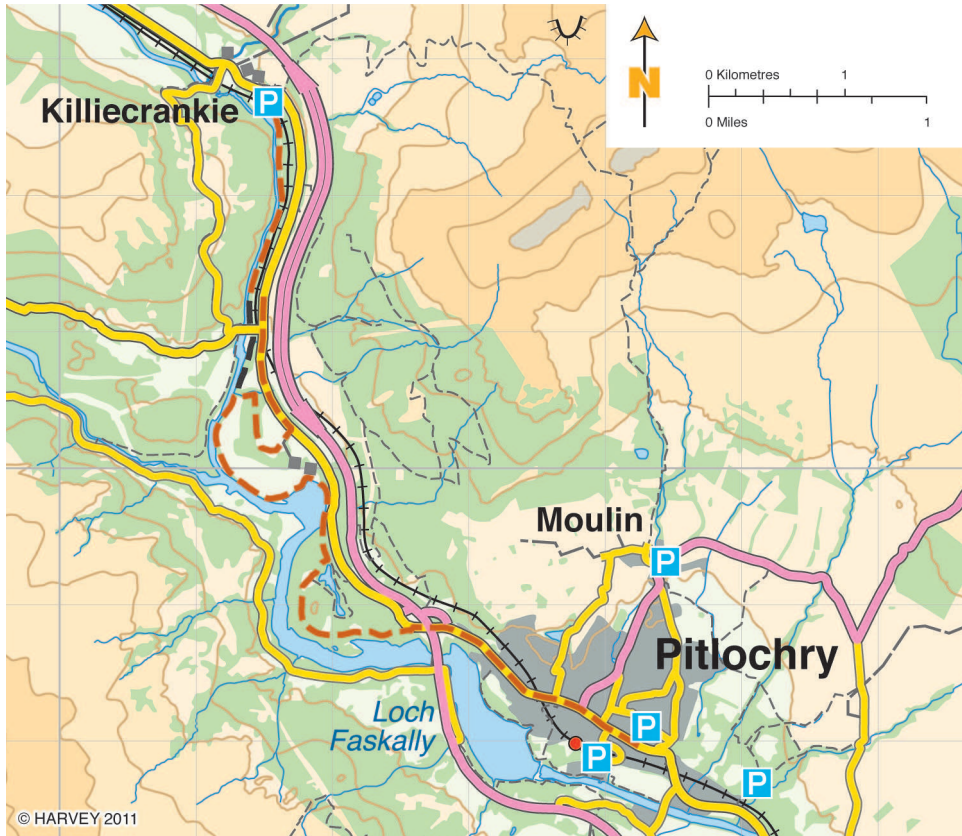 N
0 Kilometres 1
0 Miles 1
Killiecrankie
P
Moulin
P
Pitlochry
Loch
Faskally
P
P
P
© HARVEY 2011